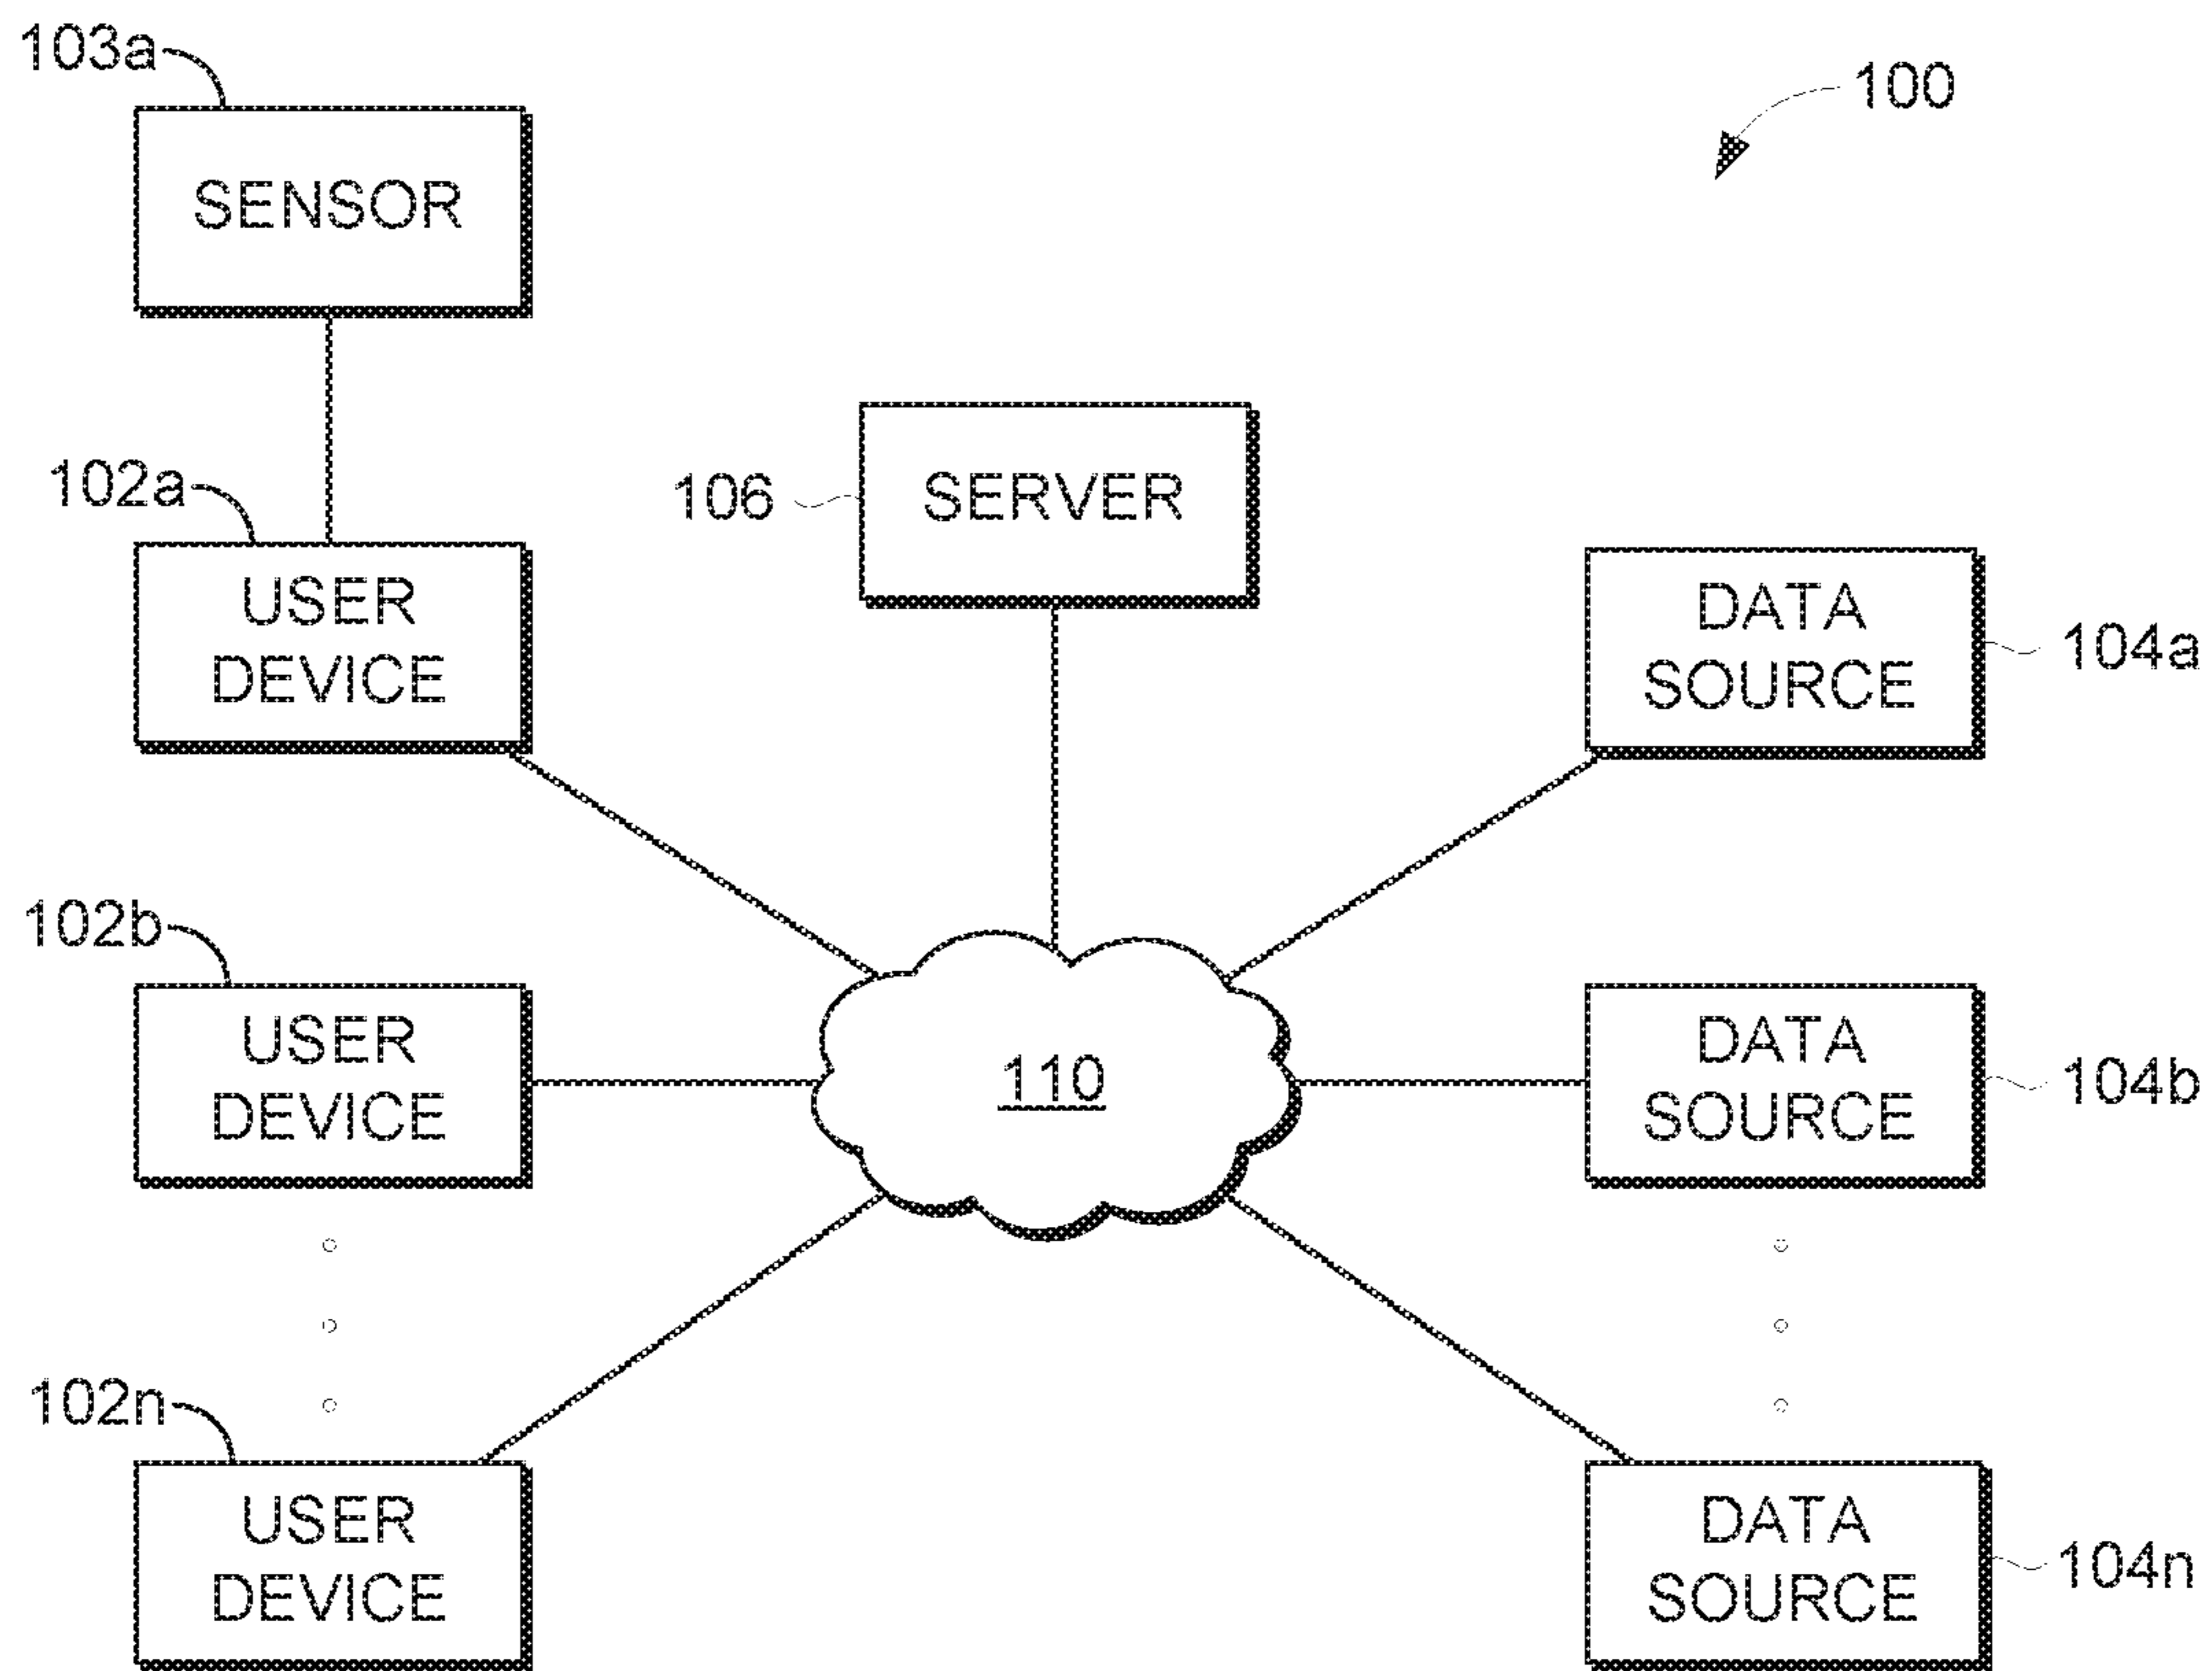 103a
100
SENSOR
102a
106
SERVER
USER
DEVICE
DATA
SOURCE
104a
102b
USER
DEVICE
110
DATA
SOURCE
104b
102n
USER
DEVICE
DATA
SOURCE
104n